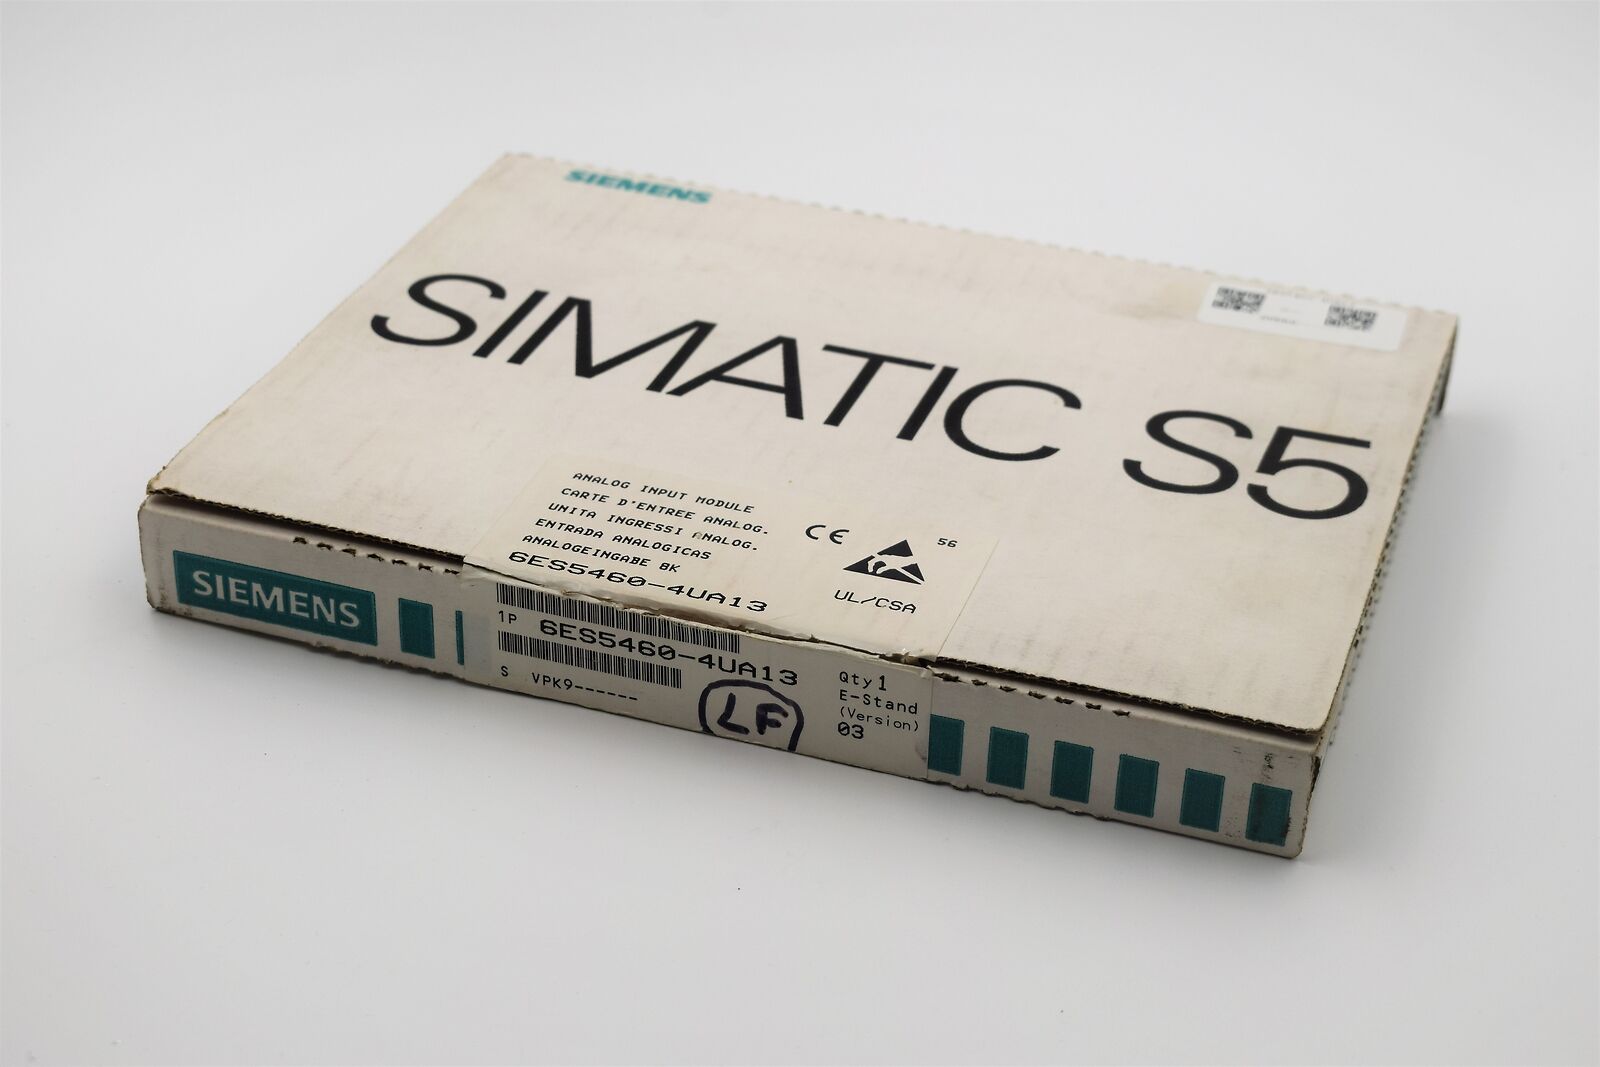 SIEMENS
SIMATIC S5
ANALOG INPUT MODULE
CARTE D'ENTREE ANALOG.
UNITA INGRESSI ANALOG.
ENTRADA ANALOGICAS
ANALOGEINGABE 8K
6ES5460-4UA13
CE
56
UL/CSA
SIEMENS
1P 6ES5460-4UA13
S VPK9------
LF
Qty 1
E-Stand
(Version)
03